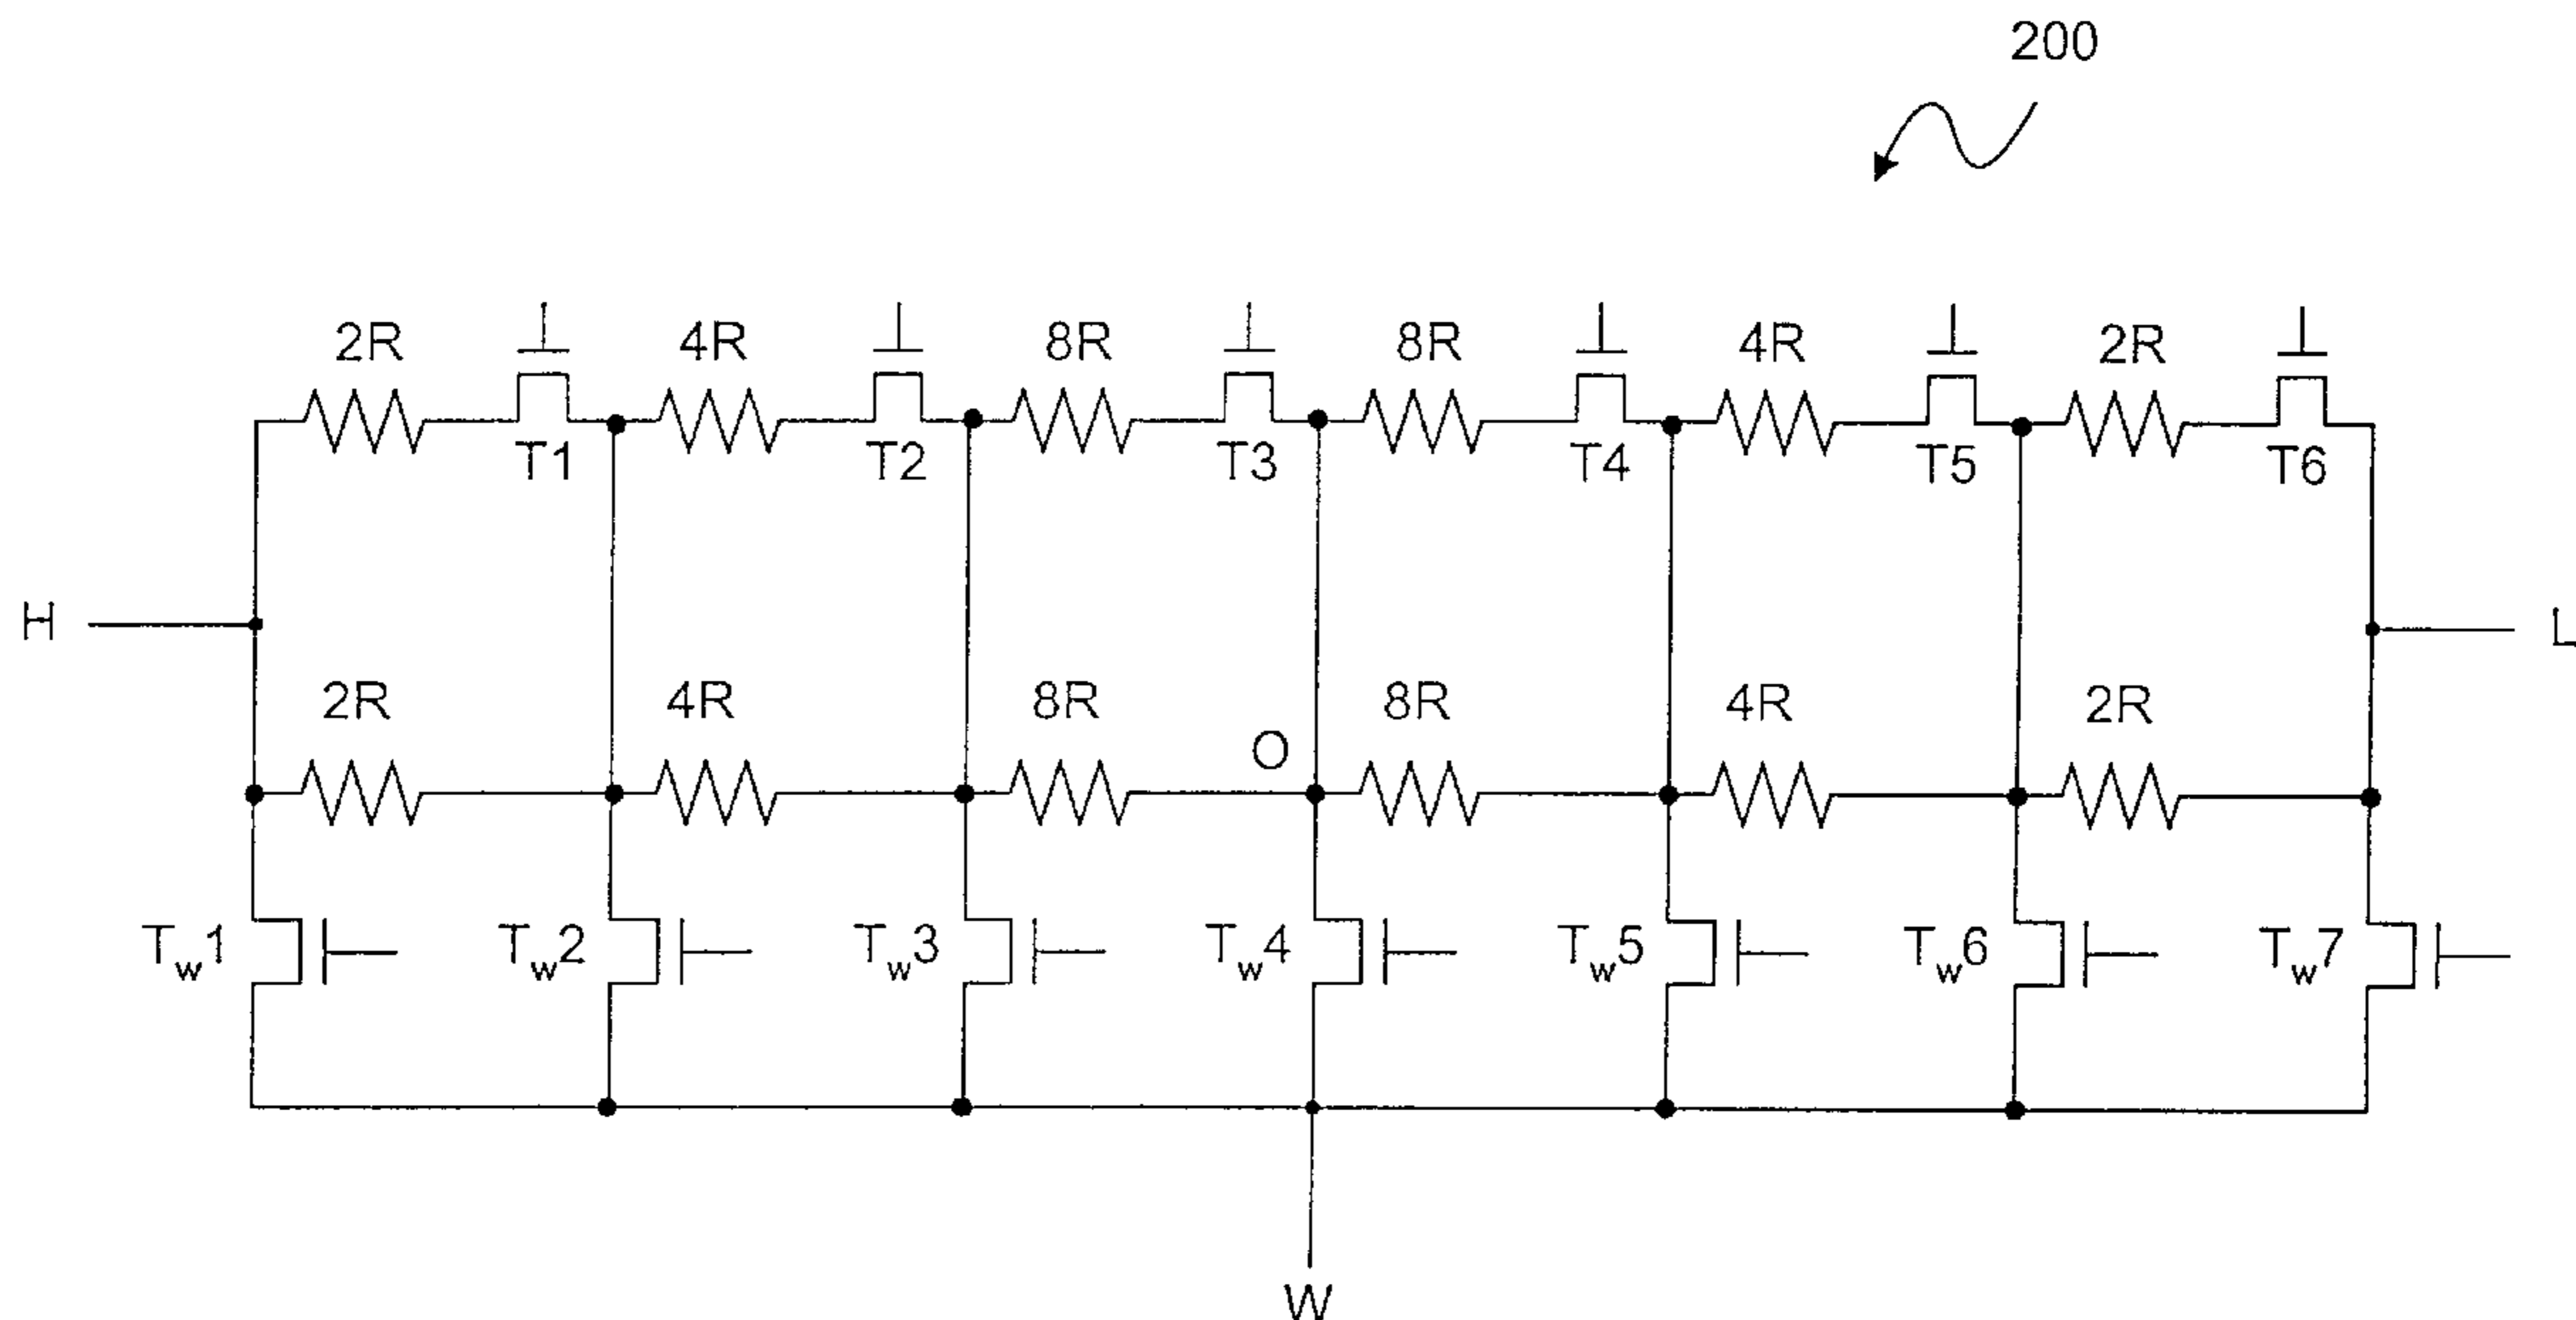 200
2R 4R 8R 8R 4R 2R
T1 T2 T3 T4 T5 T6
H L
2R 4R 8R O 8R 4R 2R
Tw1 Tw2 Tw3 Tw4 Tw5 Tw6 Tw7
W